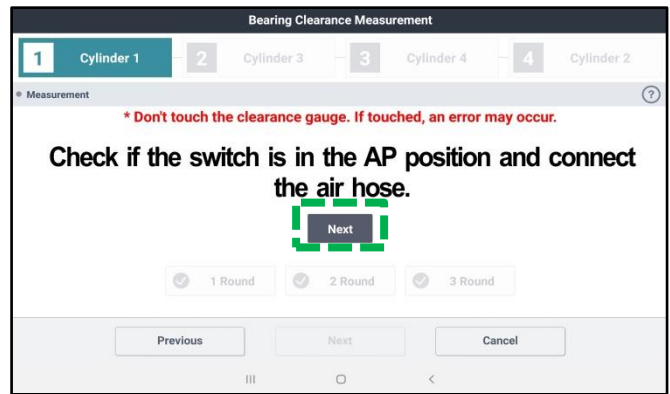 Bearing Clearance Measurement
1 Cylinder 1 2 Cylinder 3 3 Cylinder 4 4 Cylinder 2
Measurement ?
* Don't touch the clearance gauge. If touched, an error may occur.
Check if the switch is in the AP position and connect
the air hose.
Next
1 Round 2 Round 3 Round
Previous Next Cancel